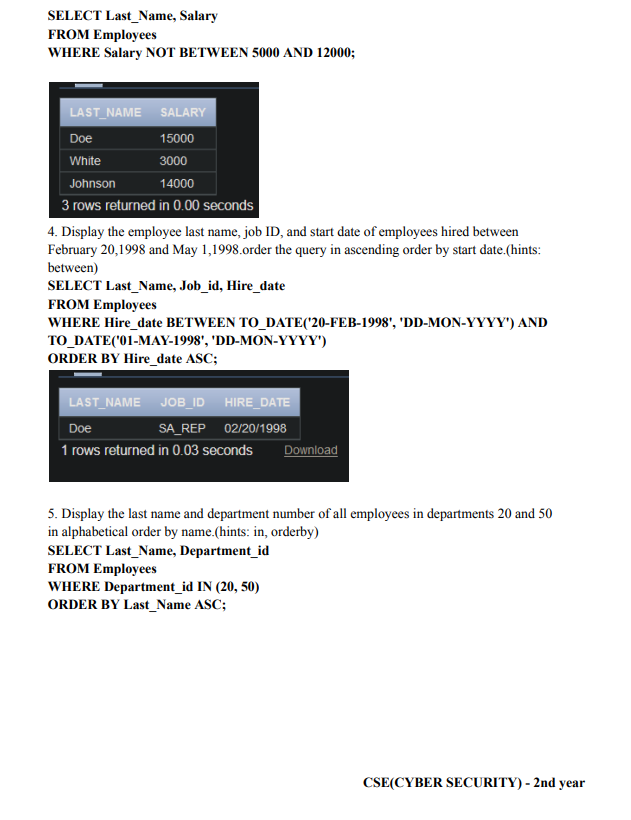 SELECT Last_Name, Salary
FROM Employees
WHERE Salary NOT BETWEEN 5000 AND 12000;
LAST_NAME SALARY
Doe 15000
White 3000
Johnson 14000
3 rows returned in 0.00 seconds
4. Display the employee last name, job ID, and start date of employees hired between
February 20,1998 and May 1,1998.order the query in ascending order by start date.(hints:
between)
SELECT Last_Name, Job_id, Hire_date
FROM Employees
WHERE Hire_date BETWEEN TO_DATE('20-FEB-1998', 'DD-MON-YYYY') AND
TO_DATE('01-MAY-1998', 'DD-MON-YYYY')
ORDER BY Hire_date ASC;
LAST_NAME JOB_ID HIRE_DATE
Doe SA_REP 02/20/1998
1 rows returned in 0.03 seconds Download
5. Display the last name and department number of all employees in departments 20 and 50
in alphabetical order by name.(hints: in, orderby)
SELECT Last_Name, Department_id
FROM Employees
WHERE Department_id IN (20, 50)
ORDER BY Last_Name ASC;
CSE(CYBER SECURITY) - 2nd year